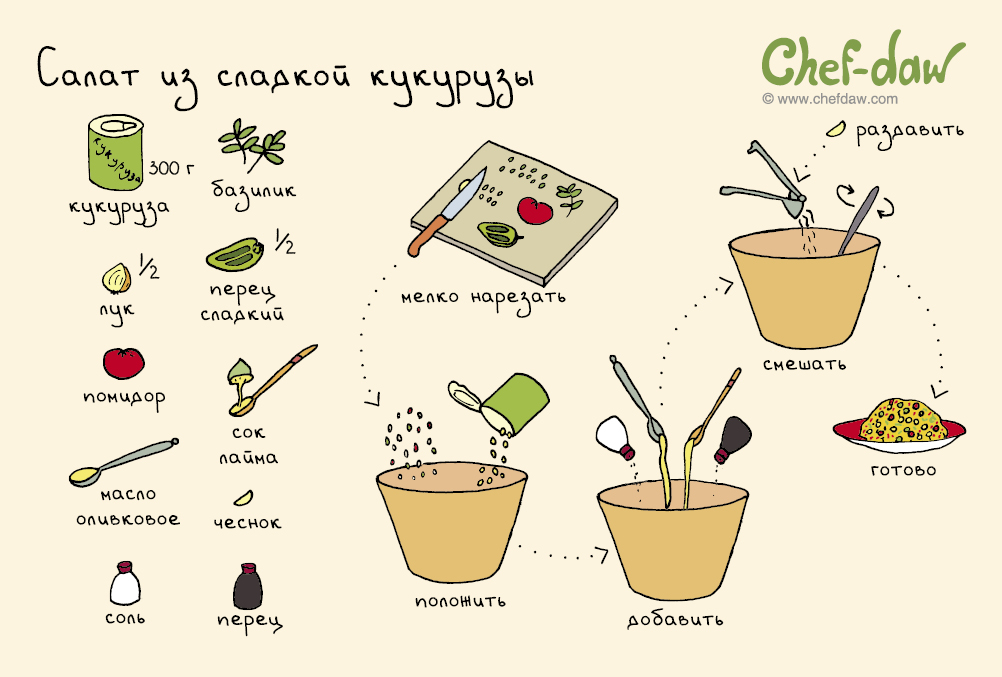 Салат из сладкой кукурузы
Chef-daw
© www.chefdaw.com
кукуруза
300 г
кукуруза
базилик
1/2
лук
1/2
перец
сладкий
помидор
сок
лайма
масло
оливковое
чеснок
соль
перец
мелко нарезать
положить
добавить
раздавить
смешать
готово